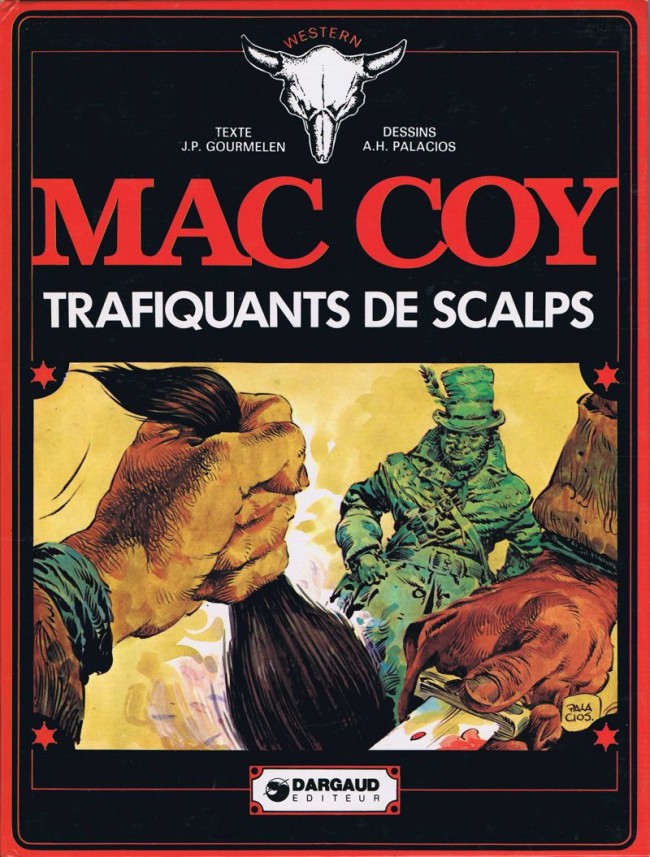 WESTERN
TEXTE
J.P. GOURMELEN
DESSINS
A.H. PALACIOS
MAC COY
TRAFIQUANTS DE SCALPS
PALA
CIOS.
DARGAUD
EDITEUR